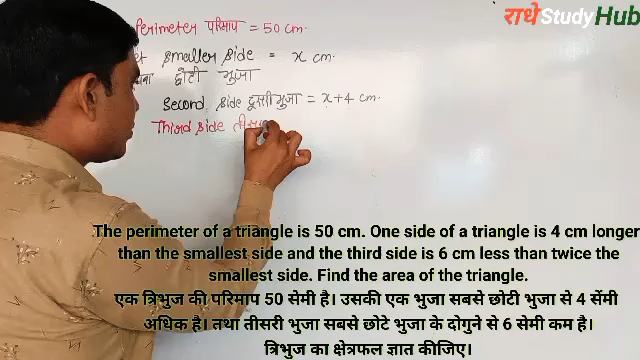 राधे Study Hub
Perimeter परिमाप = 50 cm.
smaller side = x cm.
छोटी भुजा
Second side दूसरी भुजा = x+4 cm.
Third side
The perimeter of a triangle is 50 cm. One side of a triangle is 4 cm longer
than the smallest side and the third side is 6 cm less than twice the
smallest side. Find the area of the triangle.
एक त्रिभुज की परिमाप 50 सेमी है। उसकी एक भुजा सबसे छोटी भुजा से 4 सेंमी
अधिक है। तथा तीसरी भुजा सबसे छोटे भुजा के दोगुने से 6 सेमी कम है।
त्रिभुज का क्षेत्रफल ज्ञात कीजिए।